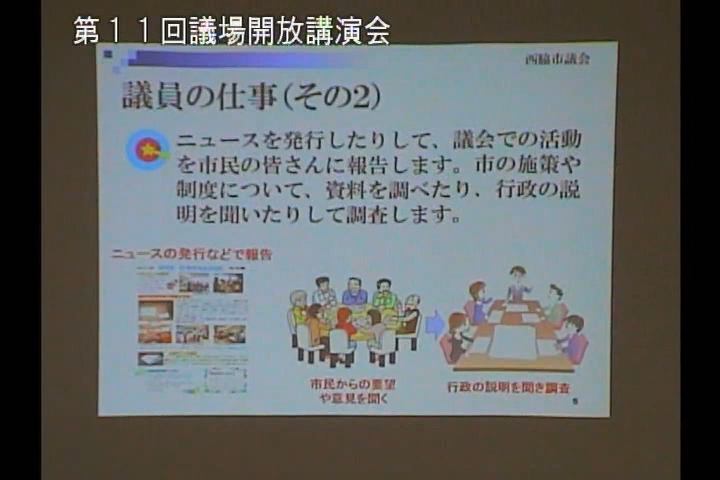 第１１回議場開放講演会
西脇市議会
議員の仕事(その2)
ニュースを発行したりして、議会での活動
を市民の皆さんに報告します。市の施策や
制度について、資料を調べたり、行政の説
明を聞いたりして調査します。
ニュースの発行などで報告
市民からの要望
や意見を聞く
行政の説明を聞き調査